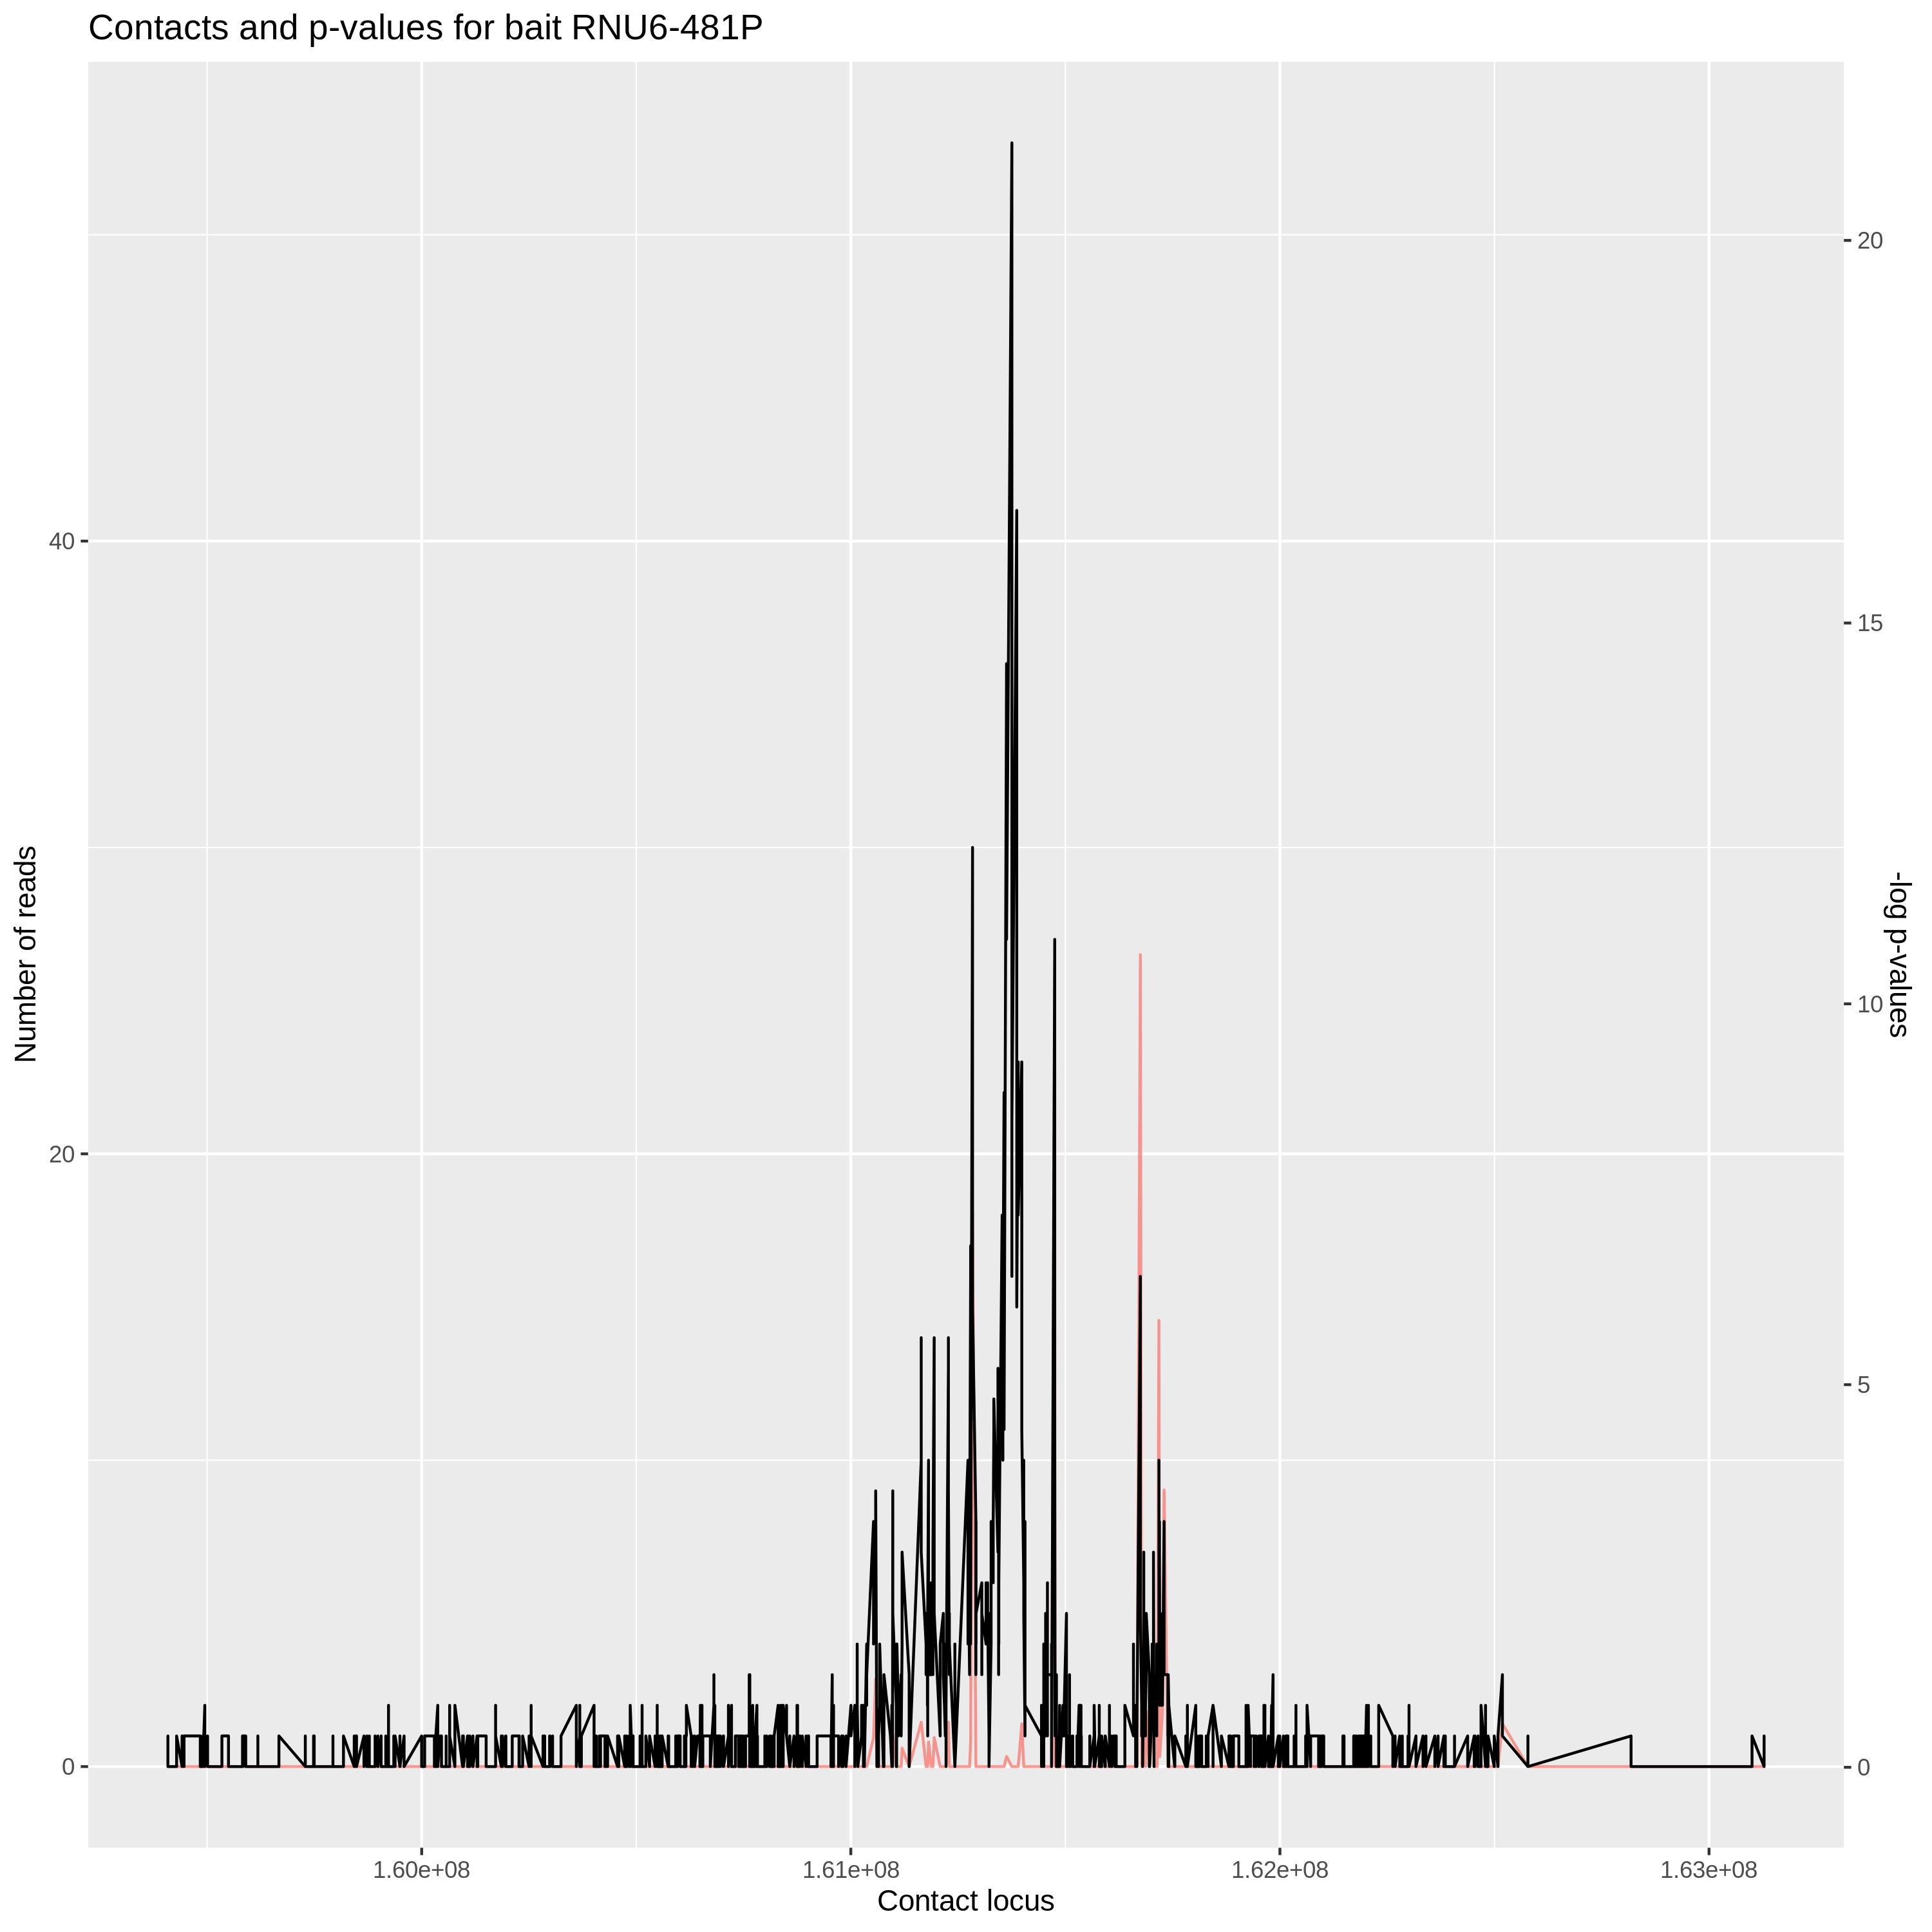 Contacts and p-values for bait RNU6-481P
Number of reads
40
20
0
20
15
10
5
0
-log p-values
1.60e+08
1.61e+08
1.62e+08
1.63e+08
Contact locus